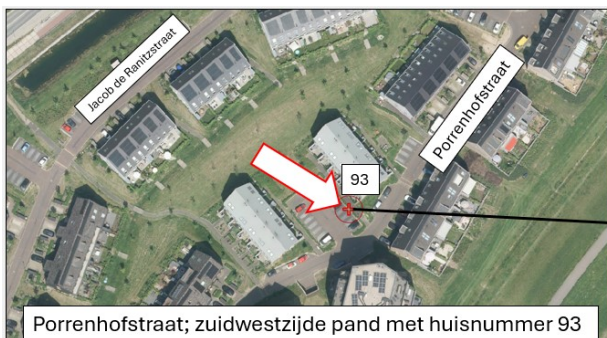 Jacob de Ranitzstraat
Porrenhofstraat
93
Porrenhofstraat; zuidwestzijde pand met huisnummer 93